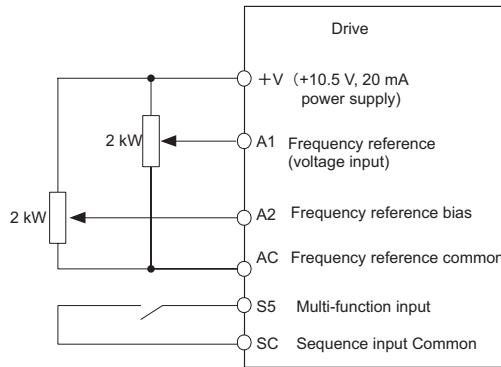 Drive
+V (+10.5 V, 20 mA
power supply)
2 kW
A1 Frequency reference
(voltage input)
2 kW
A2 Frequency reference bias
AC Frequency reference common
S5 Multi-function input
SC Sequence input Common